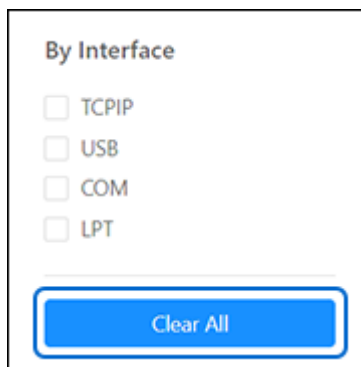 By Interface
TCPIP
USB
COM
LPT
Clear All